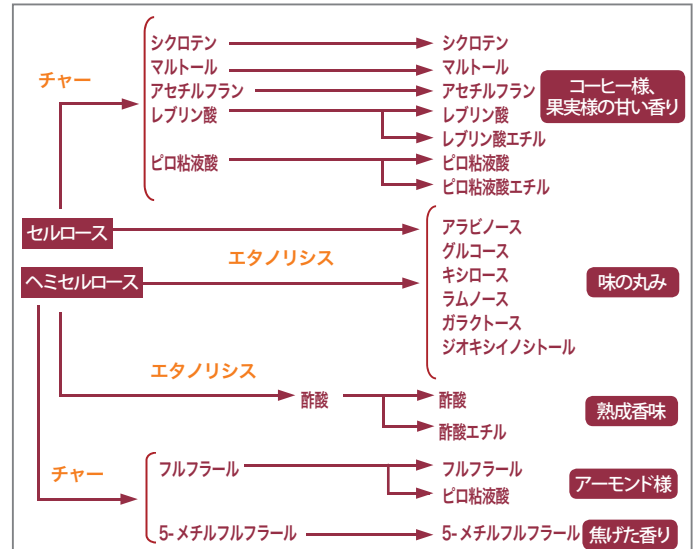 シクロテン シクロテン
マルトール マルトール
チャー
アセチルフラン アセチルフラン
コーヒー様、
果実様の甘い香り
レブリン酸 レブリン酸
レブリン酸エチル
ピロ粘液酸 ピロ粘液酸
ピロ粘液酸エチル
セルロース
アラビノース
エタノリシス
グルコース
ヘミセルロース
キシロース
味の丸み
ラムノース
ガラクトース
ジオキシイノシトール
エタノリシス
酢酸 酢酸
熟成香味
酢酸エチル
チャー
フルフラール フルフラール
アーモンド様
ピロ粘液酸
5-メチルフルフラール 5-メチルフルフラール
焦げた香り